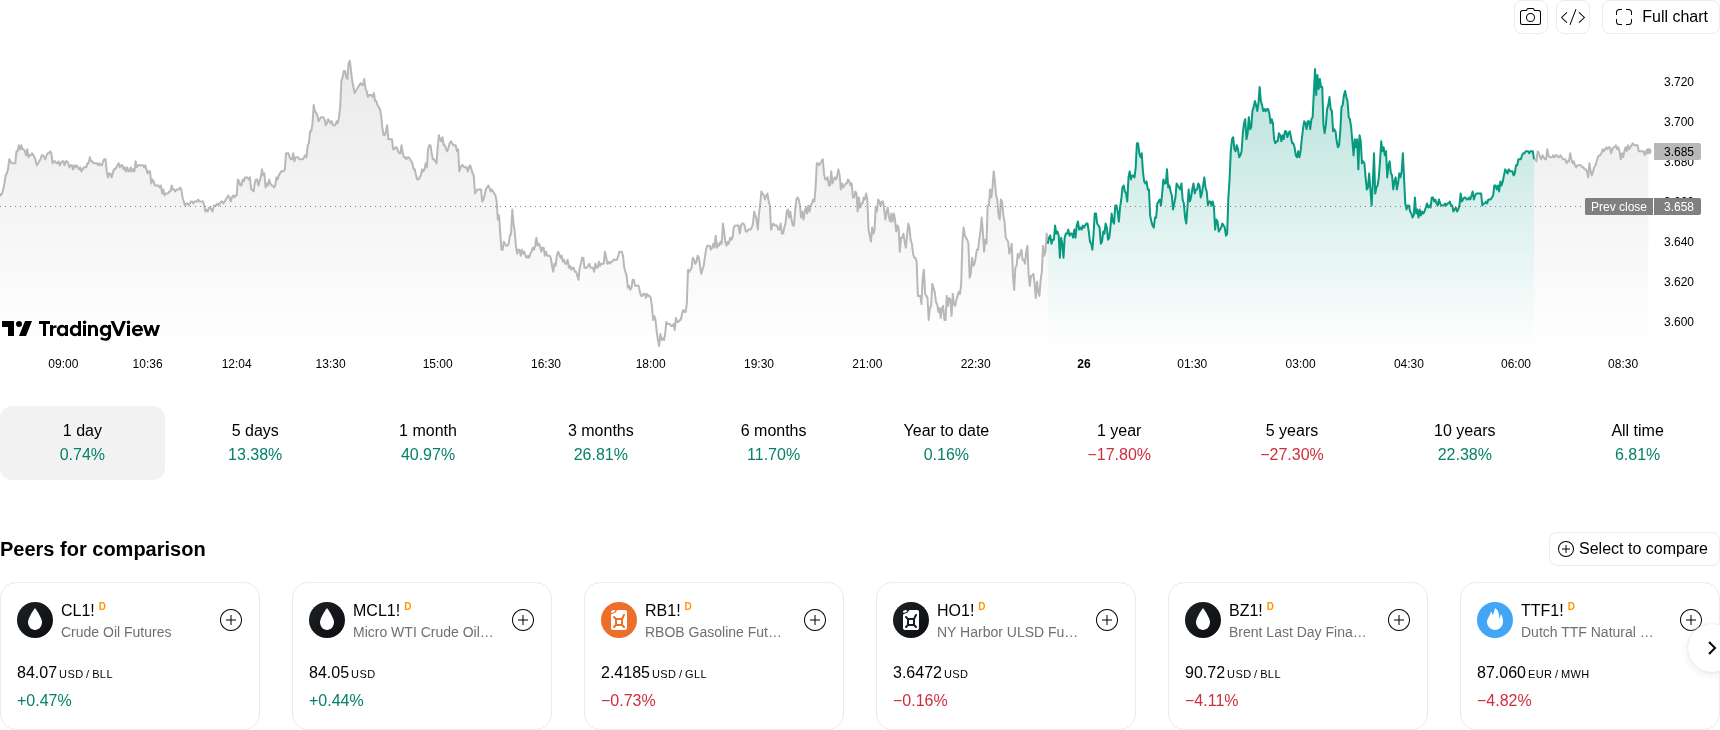 Full chart
3.720
3.700
3.685
3.680
Prev close 3.658
3.640
3.620
3.600
TradingView
09:00 10:36 12:04 13:30 15:00 16:30 18:00 19:30 21:00 22:30 26 01:30 03:00 04:30 06:00 08:30
1 day 5 days 1 month 3 months 6 months Year to date 1 year 5 years 10 years All time
0.74% 13.38% 40.97% 26.81% 11.70% 0.16% −17.80% −27.30% 22.38% 6.81%
Peers for comparison
Select to compare
CL1! D
Crude Oil Futures
84.07 USD / BLL
+0.47%
MCL1! D
Micro WTI Crude Oil…
84.05 USD
+0.44%
RB1! D
RBOB Gasoline Fut…
2.4185 USD / GLL
−0.73%
HO1! D
NY Harbor ULSD Fu…
3.6472 USD
−0.16%
BZ1! D
Brent Last Day Fina…
90.72 USD / BLL
−4.11%
TTF1! D
Dutch TTF Natural …
87.060 EUR / MWH
−4.82%